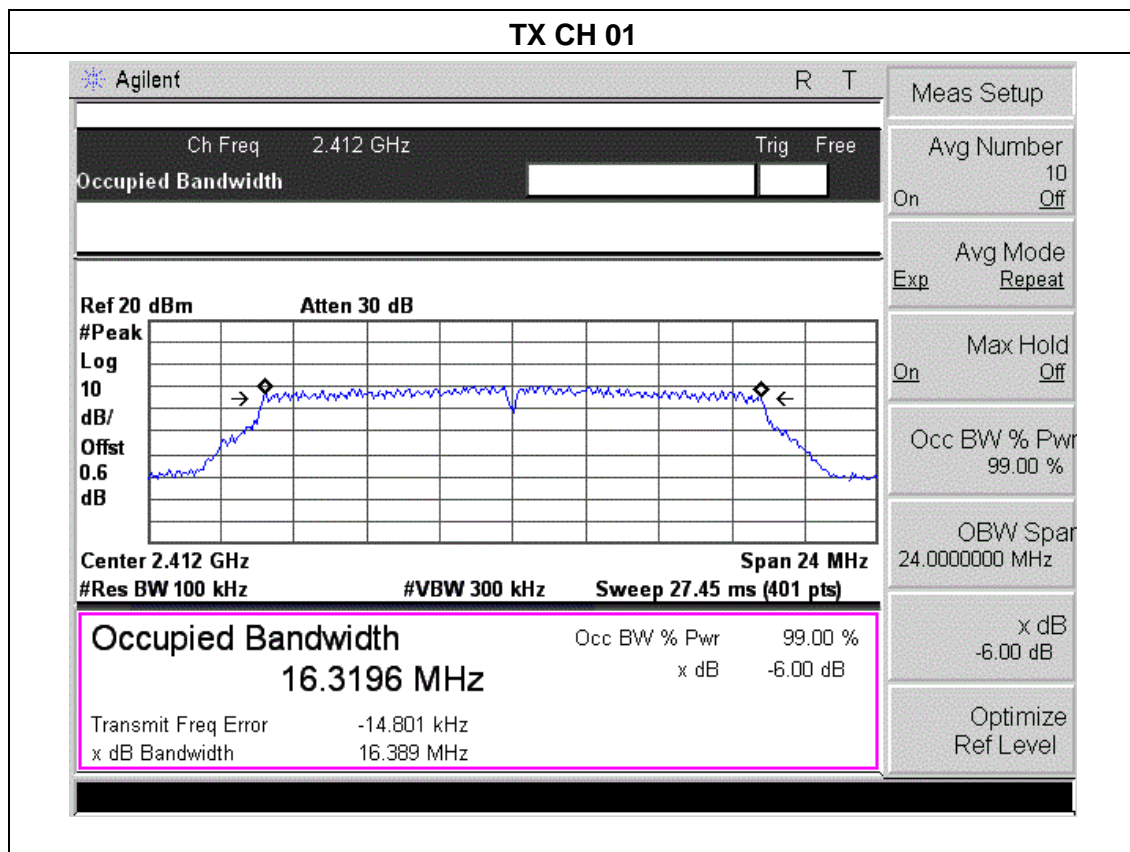 TX CH 01
Agilent R T
Ch Freq 2.412 GHz Trig Free
Occupied Bandwidth
Ref 20 dBm Atten 30 dB
#Peak
Log
10
dB/
Offst
0.6
dB
Center 2.412 GHz Span 24 MHz
#Res BW 100 kHz #VBW 300 kHz Sweep 27.45 ms (401 pts)
Occupied Bandwidth Occ BW % Pwr 99.00 %
16.3196 MHz x dB -6.00 dB
Transmit Freq Error -14.801 kHz
x dB Bandwidth 16.389 MHz
Meas Setup
Avg Number
10
On Off
Avg Mode
Exp Repeat
Max Hold
On Off
Occ BW % Pwr
99.00 %
OBW Span
24.0000000 MHz
x dB
-6.00 dB
Optimize
Ref Level